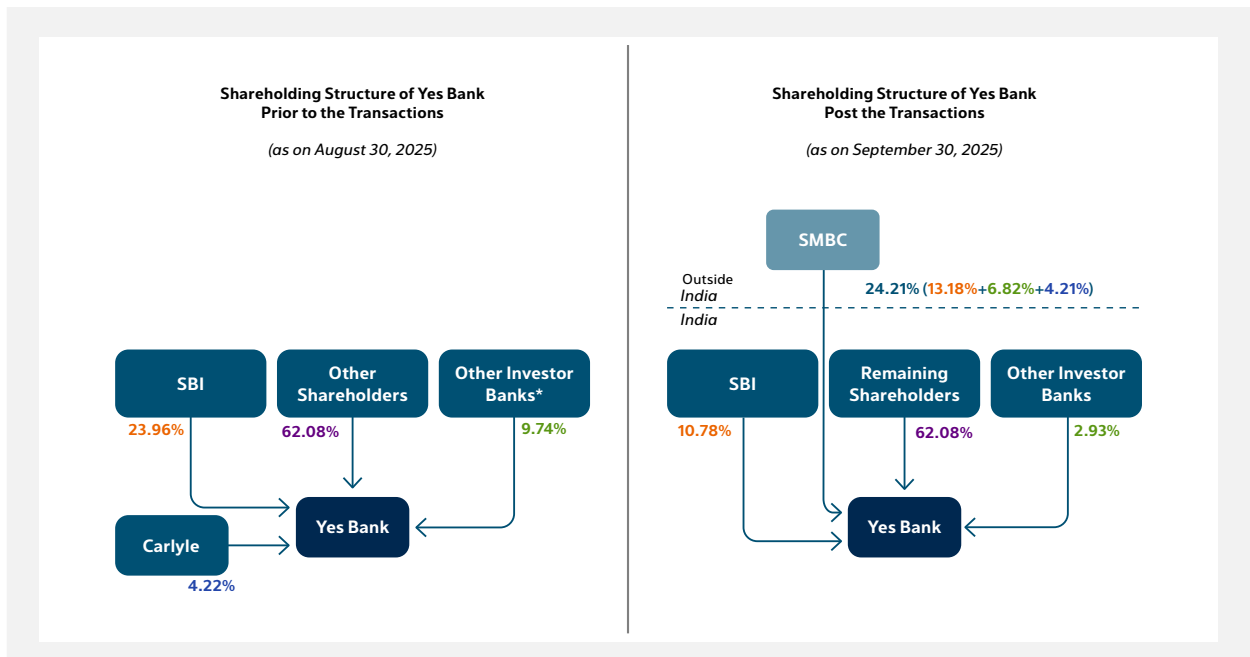 Shareholding Structure of Yes Bank
Prior to the Transactions
(as on August 30, 2025)
SBI
Other
Shareholders
Other Investor
Banks*
23.96%
62.08%
9.74%
Yes Bank
Carlyle
4.22%
Shareholding Structure of Yes Bank
Post the Transactions
(as on September 30, 2025)
SMBC
Outside
India
24.21% (13.18%+6.82%+4.21%)
India
SBI
Remaining
Shareholders
Other Investor
Banks
10.78%
62.08%
2.93%
Yes Bank